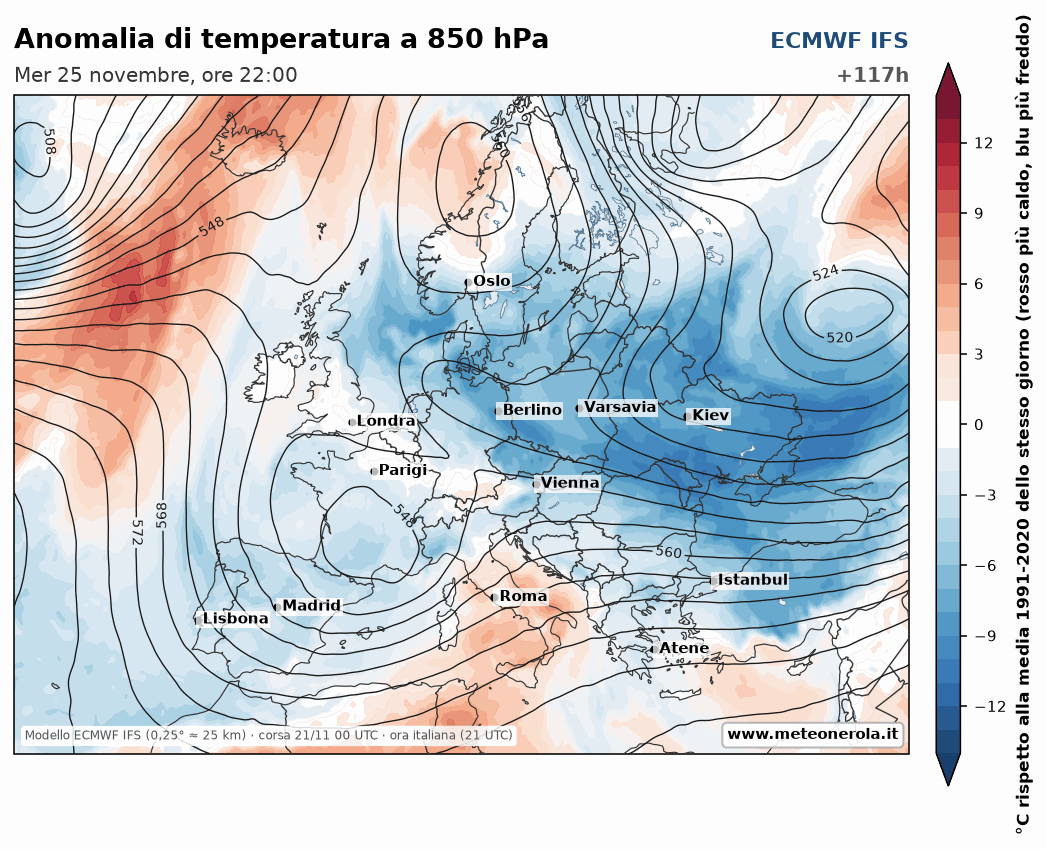 Anomalia di temperatura a 850 hPa
ECMWF IFS
Mer 25 novembre, ore 22:00
+117h
508
548
Oslo
524
520
Londra
Berlino
Varsavia
Kiev
Parigi
Vienna
572
568
560
Madrid
Lisbona
Roma
Istanbul
Atene
Modello ECMWF IFS (0,25° ≈ 25 km) · corsa 21/11 00 UTC · ora italiana (21 UTC)
www.meteonerola.it
12
9
6
3
0
−3
−6
−9
−12
°C rispetto alla media 1991-2020 dello stesso giorno (rosso più caldo, blu più freddo)